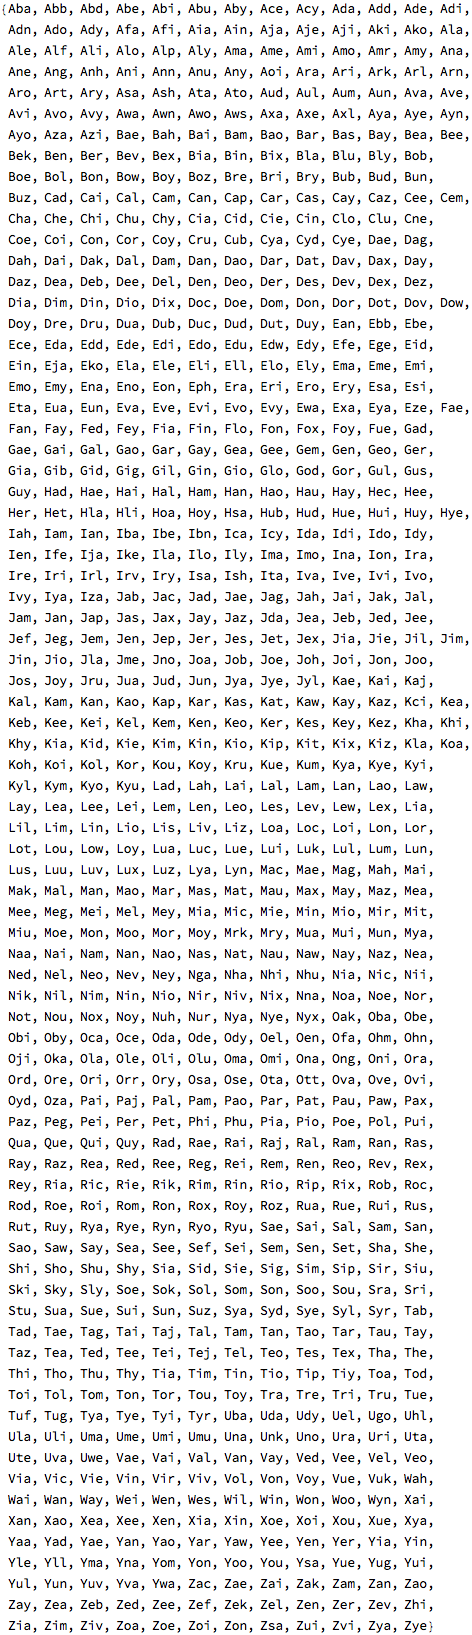 {Aba, Abb, Abd, Abe, Abi, Abu, Aby, Ace, Acy, Ada, Add, Ade, Adi,
Adn, Ado, Ady, Afa, Afi, Aia, Ain, Aja, Aje, Aji, Aki, Ako, Ala,
Ale, Alf, Ali, Alo, Alp, Aly, Ama, Ame, Ami, Amo, Amr, Amy, Ana,
Ane, Ang, Anh, Ani, Ann, Anu, Any, Aoi, Ara, Ari, Ark, Arl, Arn,
Aro, Art, Ary, Asa, Ash, Ata, Ato, Aud, Aul, Aum, Aun, Ava, Ave,
Avi, Avo, Avy, Awa, Awn, Awo, Aws, Axa, Axe, Axl, Aya, Aye, Ayn,
Ayo, Aza, Azi, Bae, Bah, Bai, Bam, Bao, Bar, Bas, Bay, Bea, Bee,
Bek, Ben, Ber, Bev, Bex, Bia, Bin, Bix, Bla, Blu, Bly, Bob,
Boe, Bol, Bon, Bow, Boy, Boz, Bre, Bri, Bry, Bub, Bud, Bun,
Buz, Cad, Cai, Cal, Cam, Can, Cap, Car, Cas, Cay, Caz, Cee, Cem,
Cha, Che, Chi, Chu, Chy, Cia, Cid, Cie, Cin, Clo, Clu, Cne,
Coe, Coi, Con, Cor, Coy, Cru, Cub, Cya, Cyd, Cye, Dae, Dag,
Dah, Dai, Dak, Dal, Dam, Dan, Dao, Dar, Dat, Dav, Dax, Day,
Daz, Dea, Deb, Dee, Del, Den, Deo, Der, Des, Dev, Dex, Dez,
Dia, Dim, Din, Dio, Dix, Doc, Doe, Dom, Don, Dor, Dot, Dov, Dow,
Doy, Dre, Dru, Dua, Dub, Duc, Dud, Dut, Duy, Ean, Ebb, Ebe,
Ece, Eda, Edd, Ede, Edi, Edo, Edu, Edw, Edy, Efe, Ege, Eid,
Ein, Eja, Eko, Ela, Ele, Eli, Ell, Elo, Ely, Ema, Eme, Emi,
Emo, Emy, Ena, Eno, Eon, Eph, Era, Eri, Ero, Ery, Esa, Esi,
Eta, Eua, Eun, Eva, Eve, Evi, Evo, Evy, Ewa, Exa, Eya, Eze, Fae,
Fan, Fay, Fed, Fey, Fia, Fin, Flo, Fon, Fox, Foy, Fue, Gad,
Gae, Gai, Gal, Gao, Gar, Gay, Gea, Gee, Gem, Gen, Geo, Ger,
Gia, Gib, Gid, Gig, Gil, Gin, Gio, Glo, God, Gor, Gul, Gus,
Guy, Had, Hae, Hai, Hal, Ham, Han, Hao, Hau, Hay, Hec, Hee,
Her, Het, Hla, Hli, Hoa, Hoy, Hsa, Hub, Hud, Hue, Hui, Huy, Hye,
Iah, Iam, Ian, Iba, Ibe, Ibn, Ica, Icy, Ida, Idi, Ido, Idy,
Ien, Ife, Ija, Ike, Ila, Ilo, Ily, Ima, Imo, Ina, Ion, Ira,
Ire, Iri, Irl, Irv, Iry, Isa, Ish, Ita, Iva, Ive, Ivi, Ivo,
Ivy, Iya, Iza, Jab, Jac, Jad, Jae, Jag, Jah, Jai, Jak, Jal,
Jam, Jan, Jap, Jas, Jax, Jay, Jaz, Jda, Jea, Jeb, Jed, Jee,
Jef, Jeg, Jem, Jen, Jep, Jer, Jes, Jet, Jex, Jia, Jie, Jil, Jim,
Jin, Jio, Jla, Jme, Jno, Joa, Job, Joe, Joh, Joi, Jon, Joo,
Jos, Joy, Jru, Jua, Jud, Jun, Jya, Jye, Jyl, Kae, Kai, Kaj,
Kal, Kam, Kan, Kao, Kap, Kar, Kas, Kat, Kaw, Kay, Kaz, Kci, Kea,
Keb, Kee, Kei, Kel, Kem, Ken, Keo, Ker, Kes, Key, Kez, Kha, Khi,
Khy, Kia, Kid, Kie, Kim, Kin, Kio, Kip, Kit, Kix, Kiz, Kla, Koa,
Koh, Koi, Kol, Kor, Kou, Koy, Kru, Kue, Kum, Kya, Kye, Kyi,
Kyl, Kym, Kyo, Kyu, Lad, Lah, Lai, Lal, Lam, Lan, Lao, Law,
Lay, Lea, Lee, Lei, Lem, Len, Leo, Les, Lev, Lew, Lex, Lia,
Lil, Lim, Lin, Lio, Lis, Liv, Liz, Loa, Loc, Loi, Lon, Lor,
Lot, Lou, Low, Loy, Lua, Luc, Lue, Lui, Luk, Lul, Lum, Lun,
Lus, Luu, Luv, Lux, Luz, Lya, Lyn, Mac, Mae, Mag, Mah, Mai,
Mak, Mal, Man, Mao, Mar, Mas, Mat, Mau, Max, May, Maz, Mea,
Mee, Meg, Mei, Mel, Mey, Mia, Mic, Mie, Min, Mio, Mir, Mit,
Miu, Moe, Mon, Moo, Mor, Moy, Mrk, Mry, Mua, Mui, Mun, Mya,
Naa, Nai, Nam, Nan, Nao, Nas, Nat, Nau, Naw, Nay, Naz, Nea,
Ned, Nel, Neo, Nev, Ney, Nga, Nha, Nhi, Nhu, Nia, Nic, Nii,
Nik, Nil, Nim, Nin, Nio, Nir, Niv, Nix, Nna, Noa, Noe, Nor,
Not, Nou, Nox, Noy, Nuh, Nur, Nya, Nye, Nyx, Oak, Oba, Obe,
Obi, Oby, Oca, Oce, Oda, Ode, Ody, Oel, Oen, Ofa, Ohm, Ohn,
Oji, Oka, Ola, Ole, Oli, Olu, Oma, Omi, Ona, Ong, Oni, Ora,
Ord, Ore, Ori, Orr, Ory, Osa, Ose, Ota, Ott, Ova, Ove, Ovi,
Oyd, Oza, Pai, Paj, Pal, Pam, Pao, Par, Pat, Pau, Paw, Pax,
Paz, Peg, Pei, Per, Pet, Phi, Phu, Pia, Pio, Poe, Pol, Pui,
Qua, Que, Qui, Quy, Rad, Rae, Rai, Raj, Ral, Ram, Ran, Ras,
Ray, Raz, Rea, Red, Ree, Reg, Rei, Rem, Ren, Reo, Rev, Rex,
Rey, Ria, Ric, Rie, Rik, Rim, Rin, Rio, Rip, Rix, Rob, Roc,
Rod, Roe, Roi, Rom, Ron, Rox, Roy, Roz, Rua, Rue, Rui, Rus,
Rut, Ruy, Rya, Rye, Ryn, Ryo, Ryu, Sae, Sai, Sal, Sam, San,
Sao, Saw, Say, Sea, See, Sef, Sei, Sem, Sen, Set, Sha, She,
Shi, Sho, Shu, Shy, Sia, Sid, Sie, Sig, Sim, Sip, Sir, Siu,
Ski, Sky, Sly, Soe, Sok, Sol, Som, Son, Soo, Sou, Sra, Sri,
Stu, Sua, Sue, Sui, Sun, Suz, Sya, Syd, Sye, Syl, Syr, Tab,
Tad, Tae, Tag, Tai, Taj, Tal, Tam, Tan, Tao, Tar, Tau, Tay,
Taz, Tea, Ted, Tee, Tei, Tej, Tel, Teo, Tes, Tex, Tha, The,
Thi, Tho, Thu, Thy, Tia, Tim, Tin, Tio, Tip, Tiy, Toa, Tod,
Toi, Tol, Tom, Ton, Tor, Tou, Toy, Tra, Tre, Tri, Tru, Tue,
Tuf, Tug, Tya, Tye, Tyi, Tyr, Uba, Uda, Udy, Uel, Ugo, Uhl,
Ula, Uli, Uma, Ume, Umi, Umu, Una, Unk, Uno, Ura, Uri, Uta,
Ute, Uva, Uwe, Vae, Vai, Val, Van, Vay, Ved, Vee, Vel, Veo,
Via, Vic, Vie, Vin, Vir, Viv, Vol, Von, Voy, Vue, Vuk, Wah,
Wai, Wan, Way, Wei, Wen, Wes, Wil, Win, Won, Woo, Wyn, Xai,
Xan, Xao, Xea, Xee, Xen, Xia, Xin, Xoe, Xoi, Xou, Xue, Xya,
Yaa, Yad, Yae, Yan, Yao, Yar, Yaw, Yee, Yen, Yer, Yia, Yin,
Yle, Yll, Yma, Yna, Yom, Yon, Yoo, You, Ysa, Yue, Yug, Yui,
Yul, Yun, Yuv, Yva, Ywa, Zac, Zae, Zai, Zak, Zam, Zan, Zao,
Zay, Zea, Zeb, Zed, Zee, Zef, Zek, Zel, Zen, Zer, Zev, Zhi,
Zia, Zim, Ziv, Zoa, Zoe, Zoi, Zon, Zsa, Zui, Zvi, Zya, Zye}